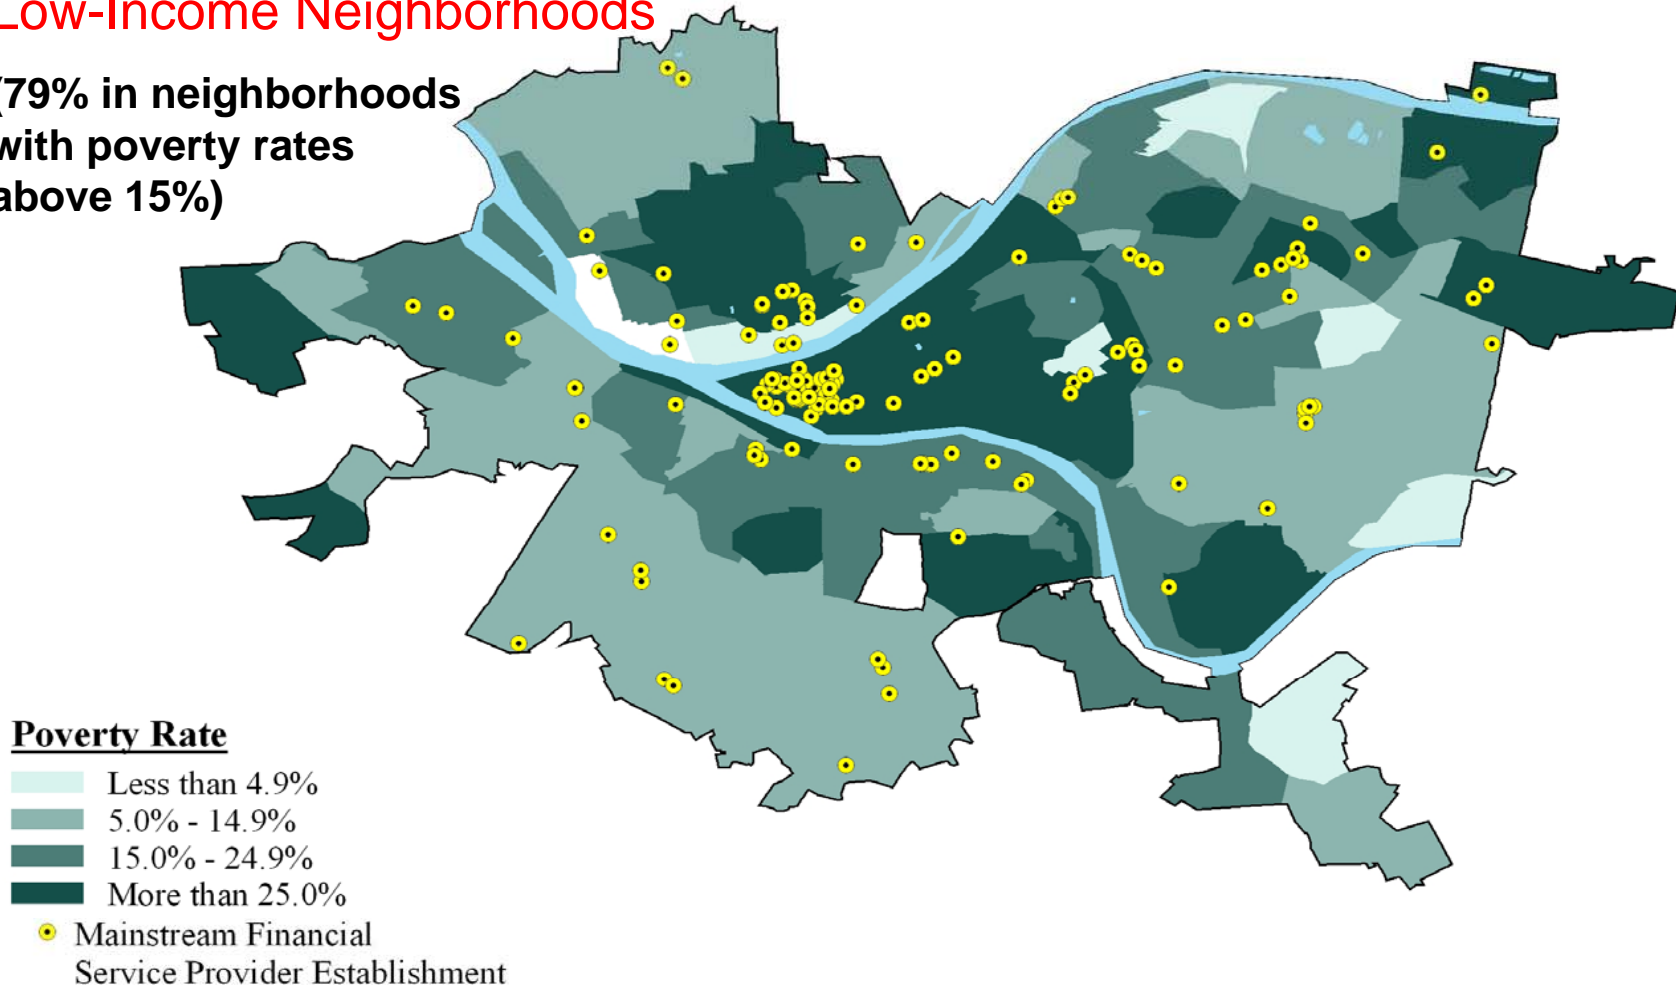 Low-Income Neighborhoods
(79% in neighborhoods
with poverty rates
above 15%)
Poverty Rate
Less than 4.9%
5.0% - 14.9%
15.0% - 24.9%
More than 25.0%
Mainstream Financial
Service Provider Establishment